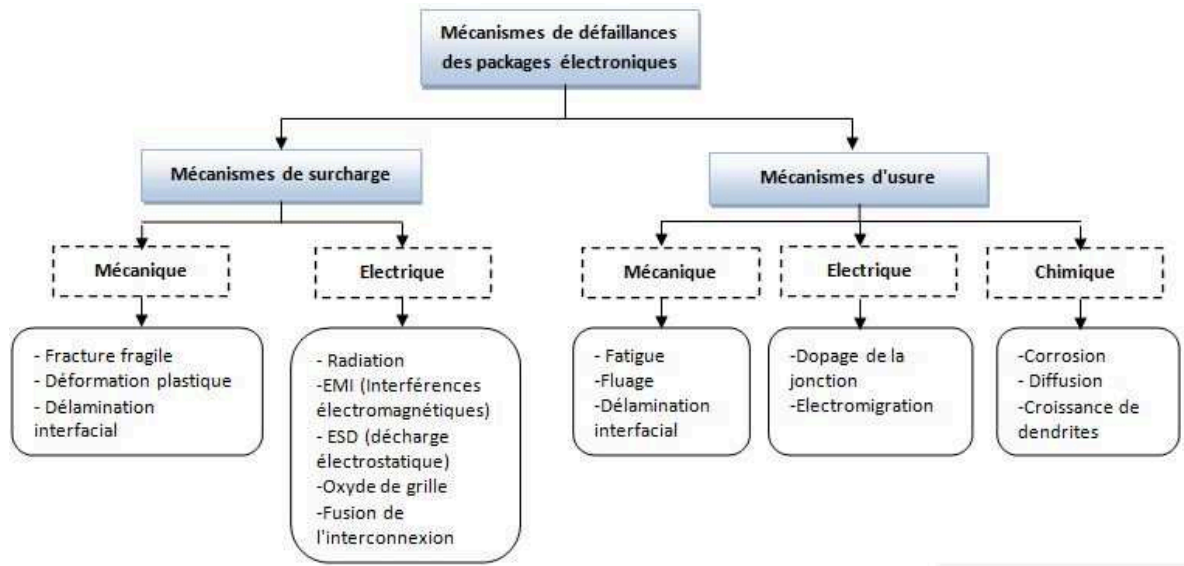 Mécanismes de défaillances
des packages électroniques
Mécanismes de surcharge
Mécanismes d'usure
Mécanique
Electrique
Mécanique
Electrique
Chimique
- Fracture fragile
- Déformation plastique
- Délamination
interfacial
- Radiation
-EMI (Interférences
électromagnétiques)
- ESD (décharge
électrostatique)
-Oxyde de grille
-Fusion de
l'interconnexion
- Fatigue
- Fluage
- Délamination
interfacial
-Dopage de la
jonction
-Electromigration
-Corrosion
- Diffusion
-Croissance de
dendrites